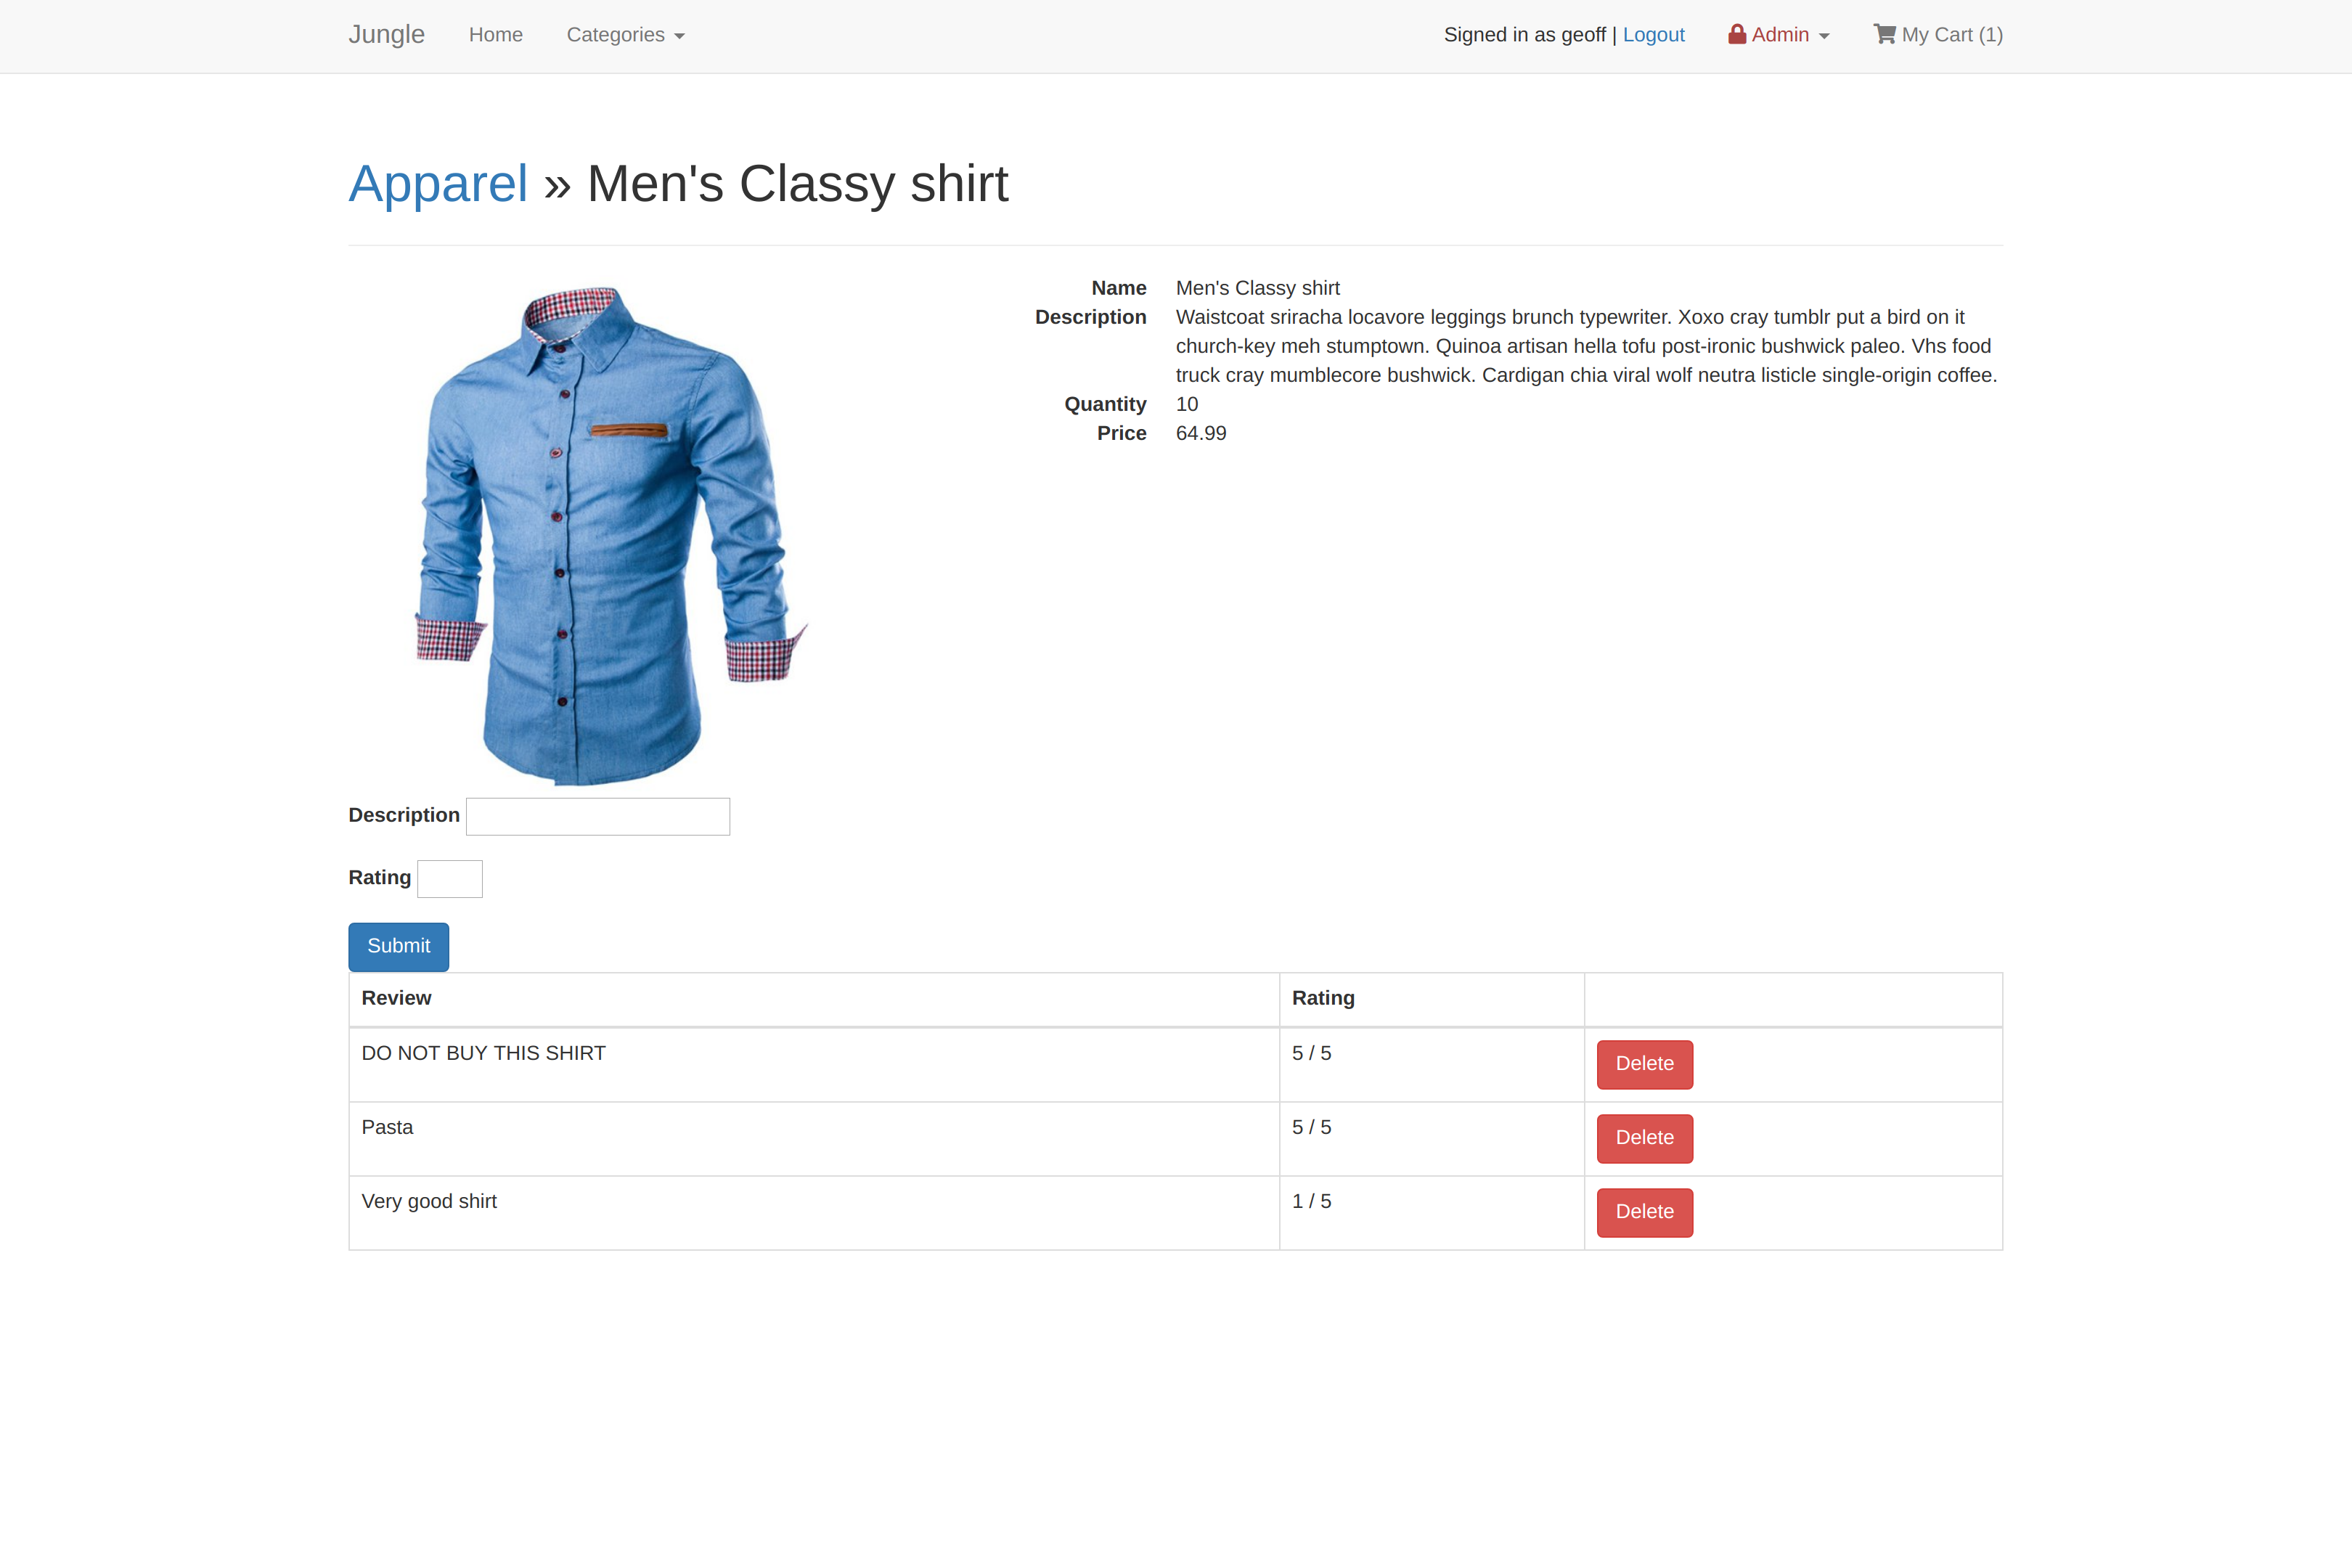 Jungle Home Categories Signed in as geoff | Logout Admin My Cart (1)
Apparel » Men's Classy shirt
Name Men's Classy shirt
Description Waistcoat sriracha locavore leggings brunch typewriter. Xoxo cray tumblr put a bird on it
church-key meh stumptown. Quinoa artisan hella tofu post-ironic bushwick paleo. Vhs food
truck cray mumblecore bushwick. Cardigan chia viral wolf neutra listicle single-origin coffee.
Quantity 10
Price 64.99
Description
Rating
Submit
Review Rating
DO NOT BUY THIS SHIRT 5 / 5 Delete
Pasta 5 / 5 Delete
Very good shirt 1 / 5 Delete